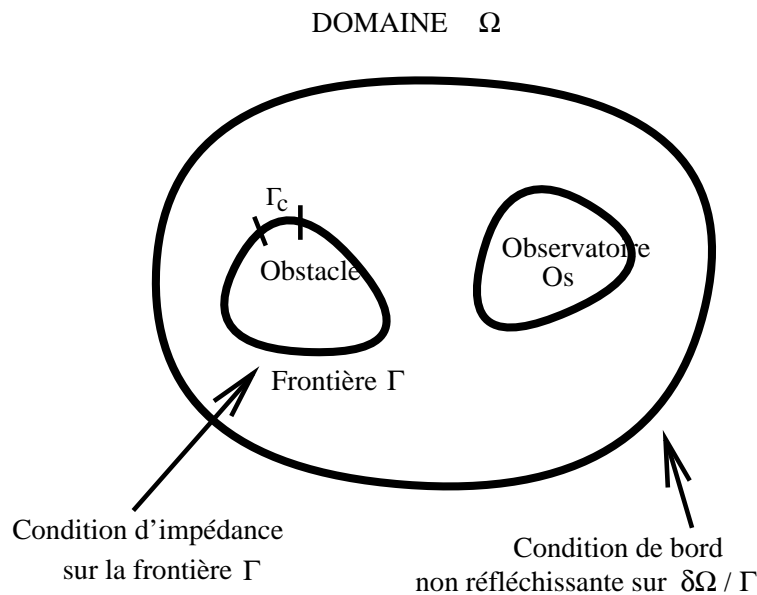 DOMAINE Ω
Γc
Obstacle
Observatoire
Os
Frontière Γ
Condition d'impédance
sur la frontière Γ
Condition de bord
non réfléchissante sur δΩ / Γ